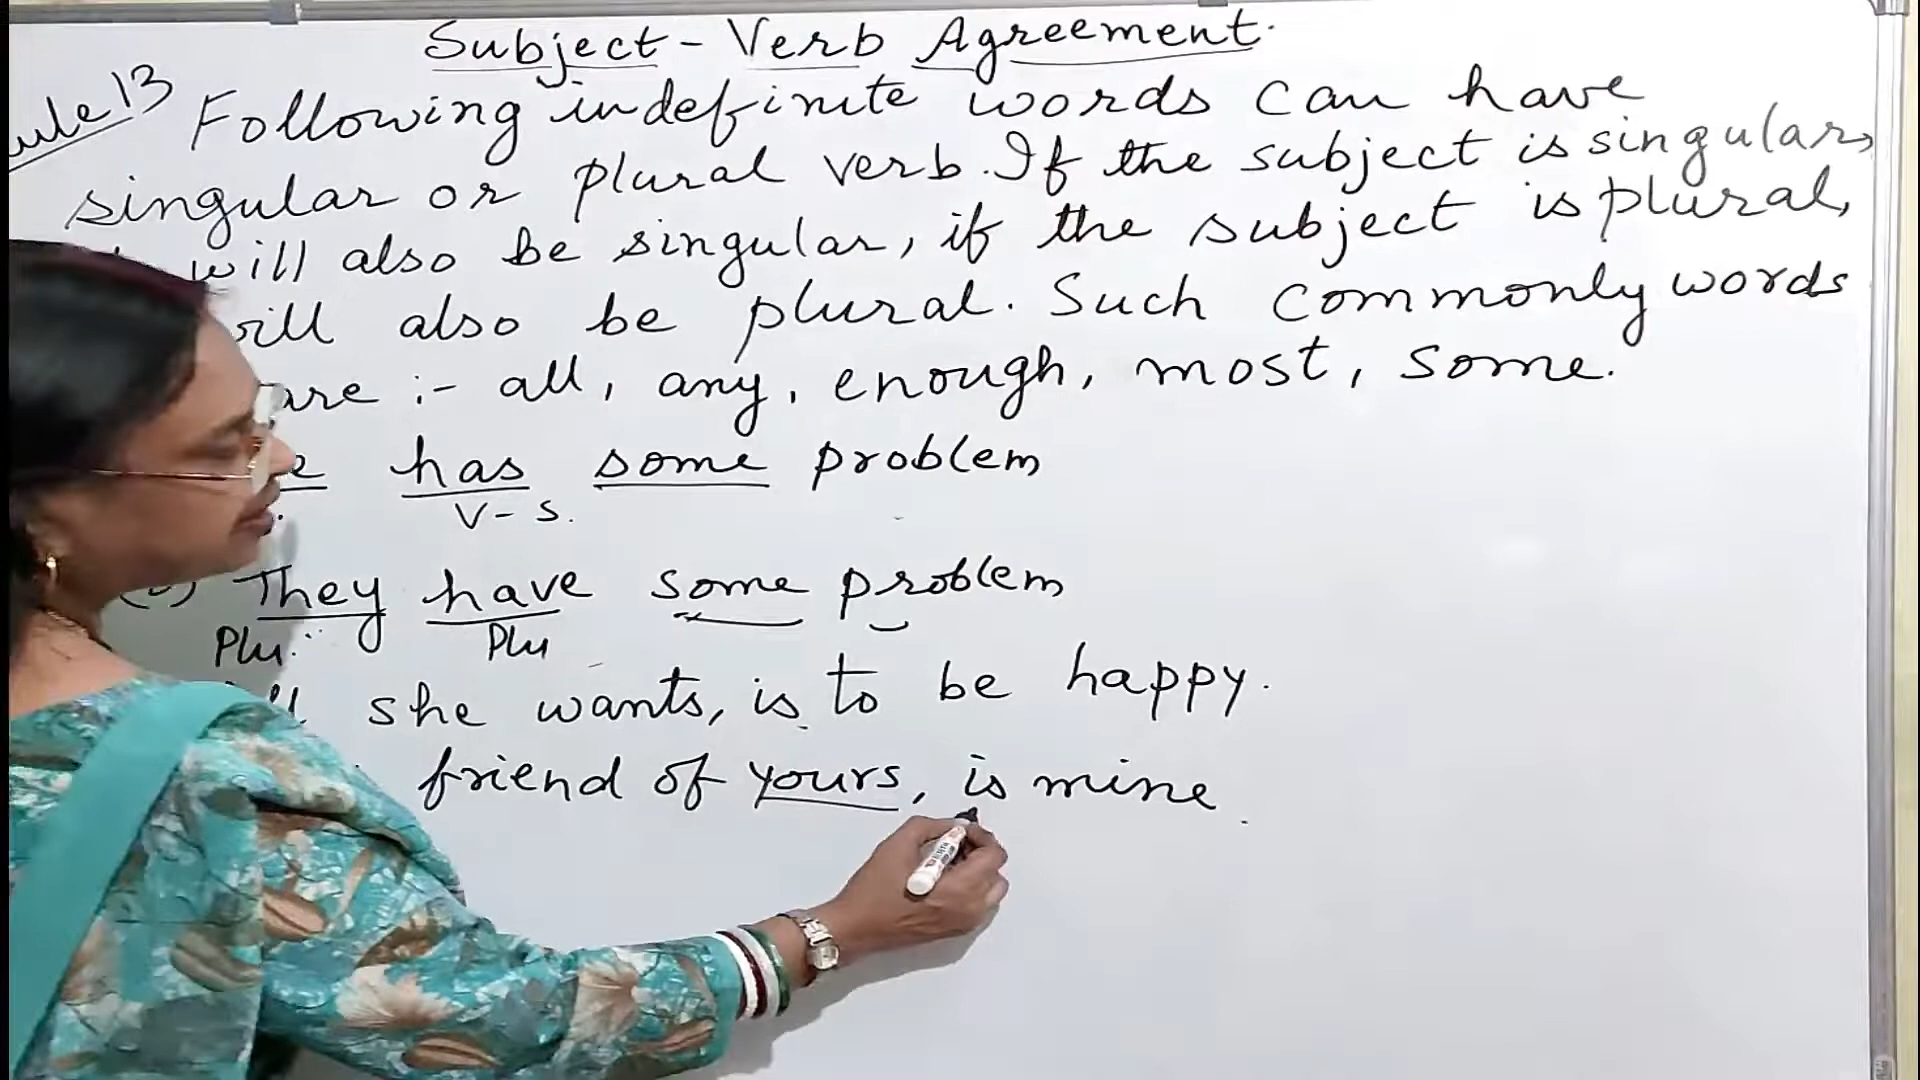 Subject - Verb Agreement.
Rule 13
Following indefinite words can have
singular or plural verb. If the subject is singular,
will also be singular, if the subject is plural,
will also be plural. Such commonly words
are :- all, any, enough, most, some.
has some problem
V-S.
They have some problem
Plu. Plu
she wants, is to be happy.
friend of yours, is mine.